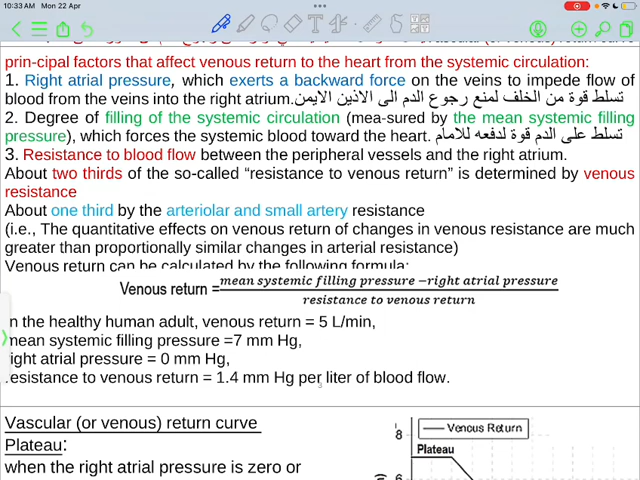 10:33 AM Mon 22 Apr
prin-cipal factors that affect venous return to the heart from the systemic circulation:
1. Right atrial pressure, which exerts a backward force on the veins to impede flow of
blood from the veins into the right atrium. تسلط قوة من الخلف لمنع رجوع الدم الى الاذين الايمن
2. Degree of filling of the systemic circulation (mea-sured by the mean systemic filling
pressure), which forces the systemic blood toward the heart. تسلط على الدم قوة لدفعه للامام
3. Resistance to blood flow between the peripheral vessels and the right atrium.
About two thirds of the so-called “resistance to venous return” is determined by venous
resistance
About one third by the arteriolar and small artery resistance
(i.e., The quantitative effects on venous return of changes in venous resistance are much
greater than proportionally similar changes in arterial resistance)
Venous return can be calculated by the following formula:
Venous return = mean systemic filling pressure −right atrial pressure
resistance to venous return
n the healthy human adult, venous return = 5 L/min,
mean systemic filling pressure =7 mm Hg,
ight atrial pressure = 0 mm Hg,
esistance to venous return = 1.4 mm Hg per liter of blood flow.
Vascular (or venous) return curve
Plateau:
when the right atrial pressure is zero or
Venous Return
8
Plateau
6